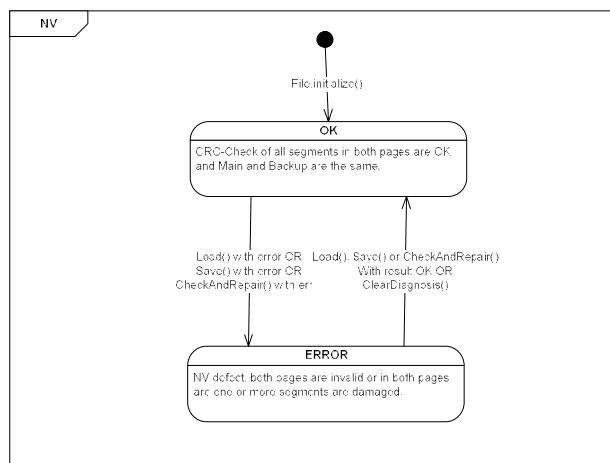 NV
File.initialize()
OK
CRC-Check of all segments in both pages are OK
and Main and Backup are the same.
Load() with error OR
Save() with error OR
CheckAndRepair() with err
Load(), Save() or CheckAndRepair()
With result OK OR
ClearDiagnosis()
ERROR
NV defect, both pages are invalid or in both pages
are one or more segments are damaged.